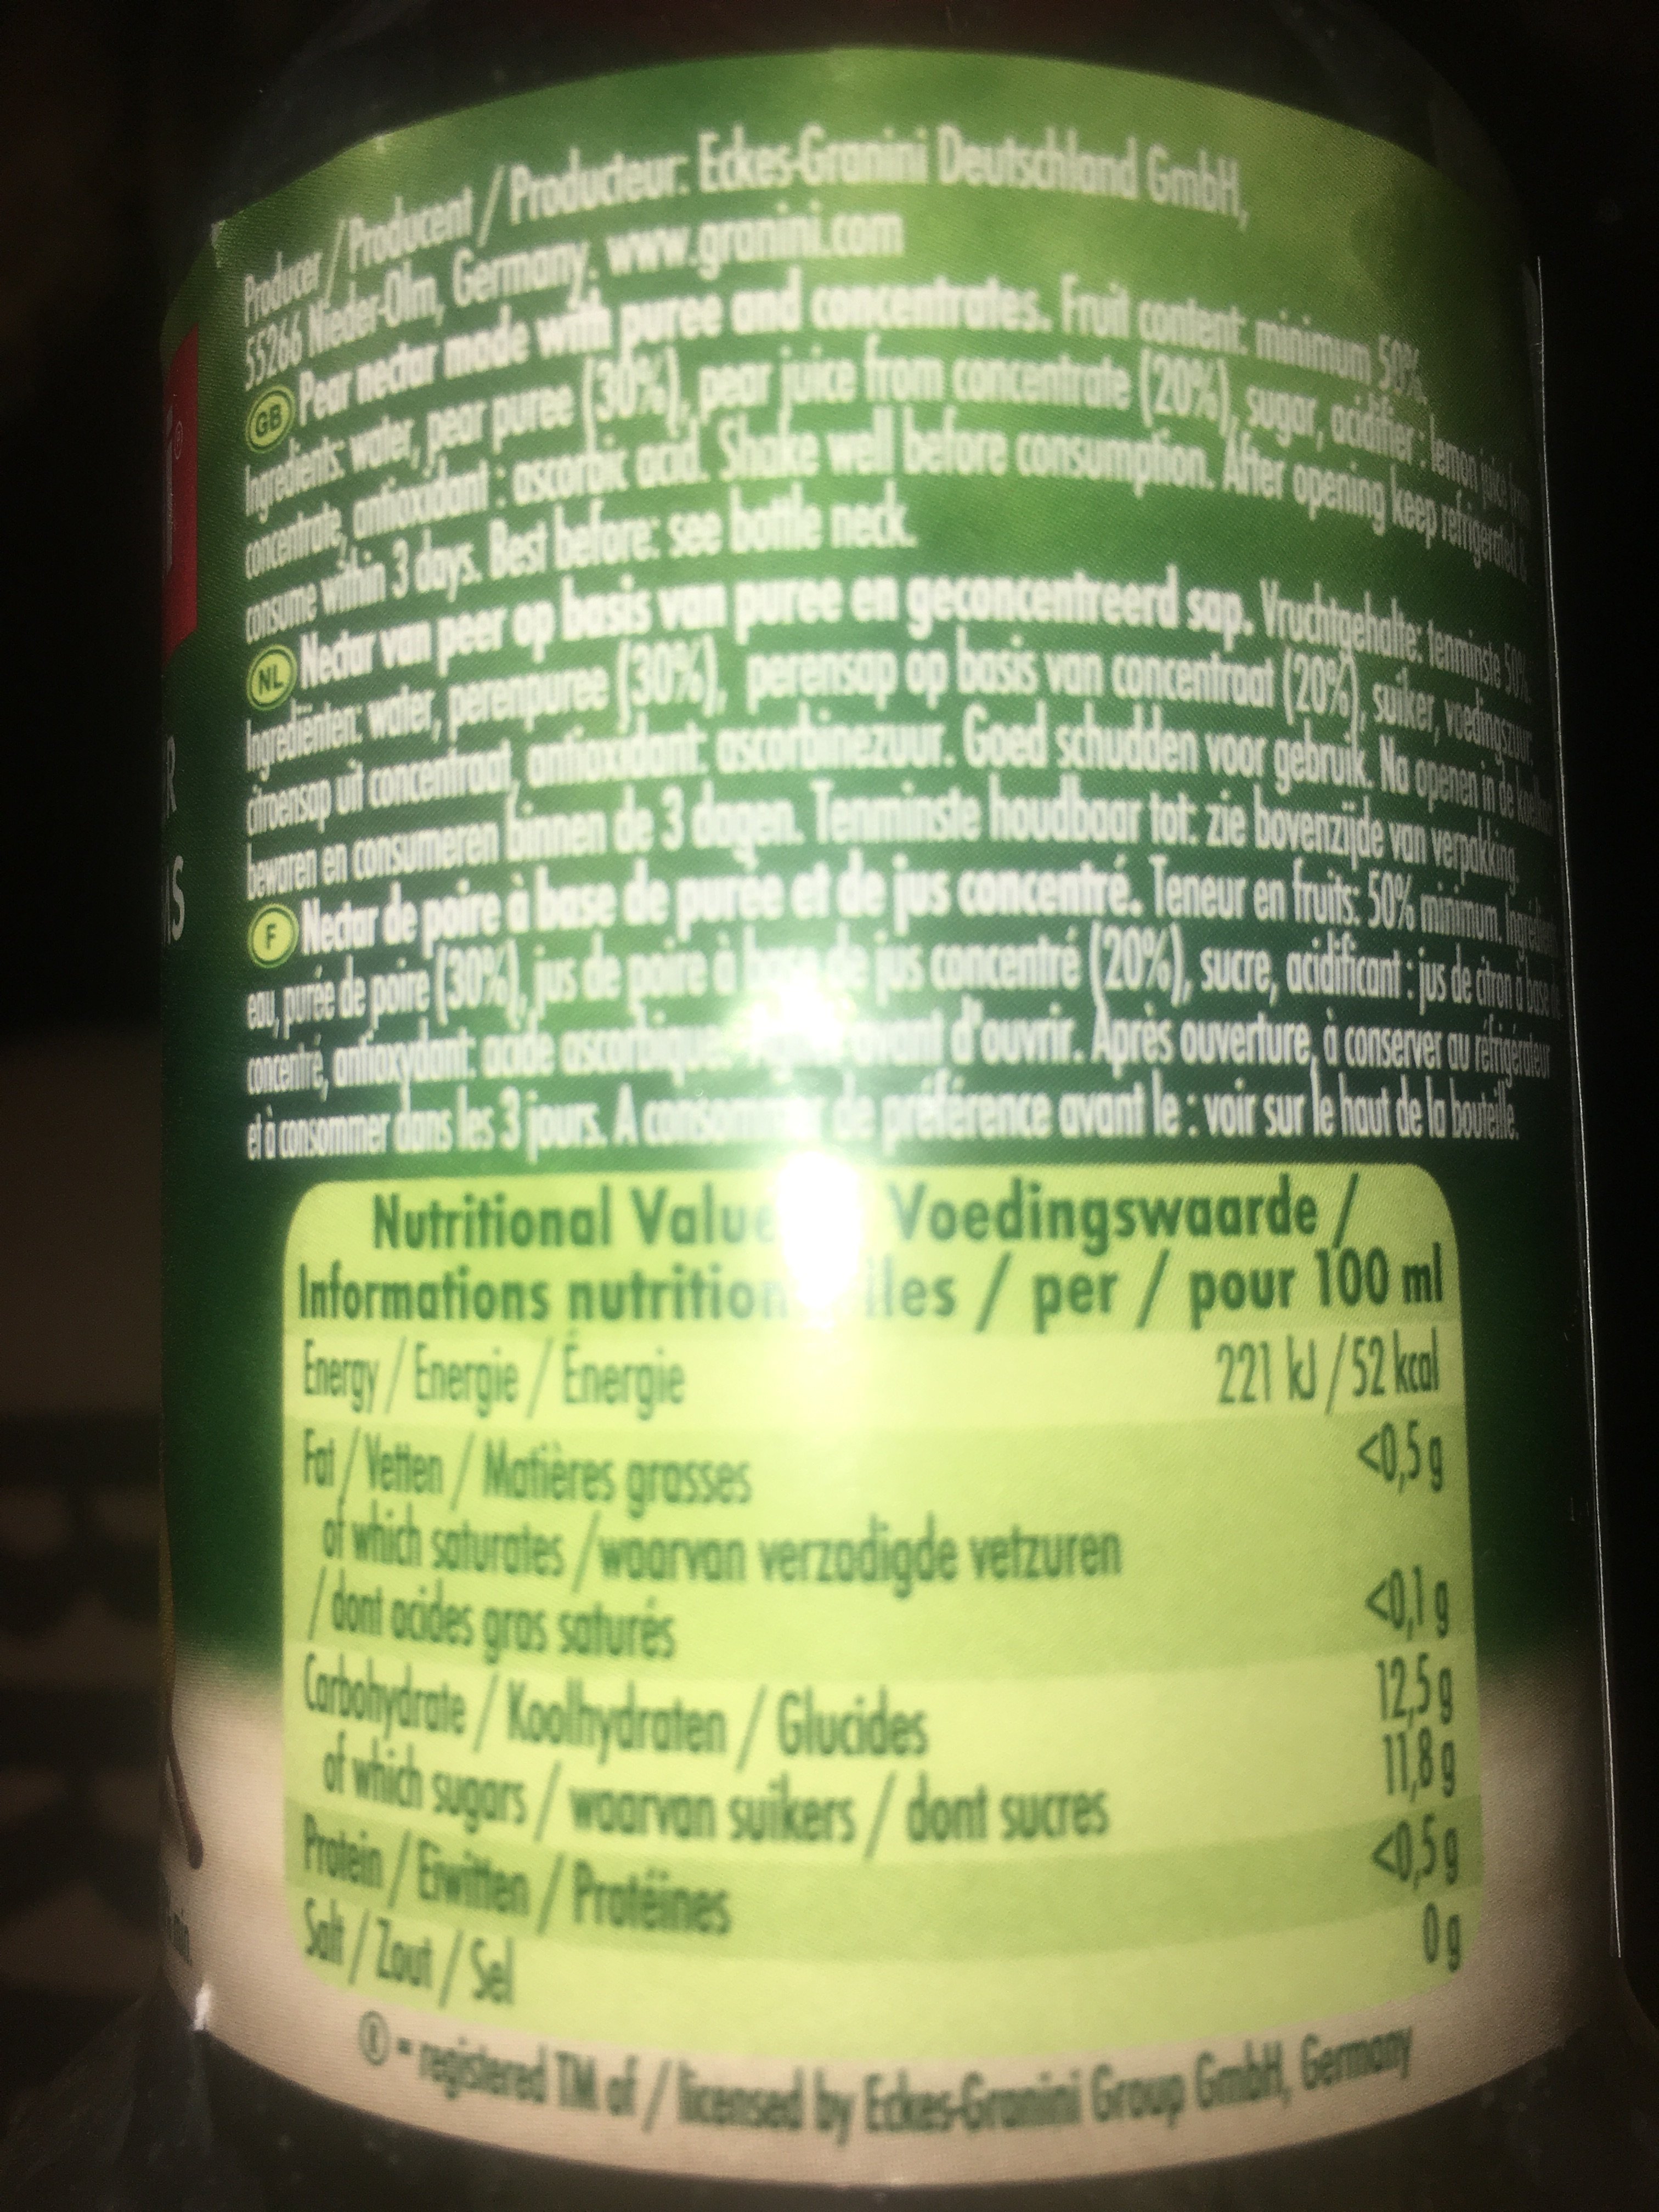 Producer / Producent / Producteur: Eckes-Granini Deutschland GmbH,
55266 Nieder-Olm, Germany. www.granini.com
GB Pear nectar made with puree and concentrates. Fruit content: minimum 50%.
Ingredients: water, pear puree (30%), pear juice from concentrate (20%), sugar, acidifier : lemon juice from
concentrate, antioxidant : ascorbic acid. Shake well before consumption. After opening keep refrigerated &
consume within 3 days. Best before: see bottle neck.
NL Nectar van peer op basis van puree en geconcentreerd sap. Vruchtgehalte: tenminste 50%.
Ingrediënten: water, perenpuree (30%), perensap op basis van concentraat (20%), suiker, voedingszuur:
citroensap uit concentraat, antioxidant: ascorbinezuur. Goed schudden voor gebruik. Na openen in de
bewaren en consumeren binnen de 3 dagen. Tenminste houdbaar tot: zie bovenzijde van verpakking.
F Nectar de poire à base de purée et de jus concentré. Teneur en fruits: 50% minimum.
eau, purée de poire (30%), jus de poire à base de jus concentré (20%), sucre, acidificant : jus de citron à base de
concentré, antioxydant: acide ascorbique. avant d'ouvrir. Après ouverture, à conserver au réfrigérateur
et à consommer dans les 3 jours. A consommer de préférence avant le : voir sur le haut de la bouteille.
Nutritional Value Voedingswaarde /
Informations nutritionnelles / per / pour 100 ml
Energy / Energie / Énergie 221 kJ / 52 kcal
Fat / Vetten / Matières grasses <0,5 g
of which saturates / waarvan verzadigde vetzuren
/ dont acides gras saturés <0,1 g
Carbohydrate / Koolhydraten / Glucides 12,5 g
of which sugars / waarvan suikers / dont sucres 11,8 g
Protein / Eiwitten / Protéines <0,5 g
Salt / Zout / Sel 0 g
® = registered TM of / licensed by Eckes-Granini Group GmbH, Germany